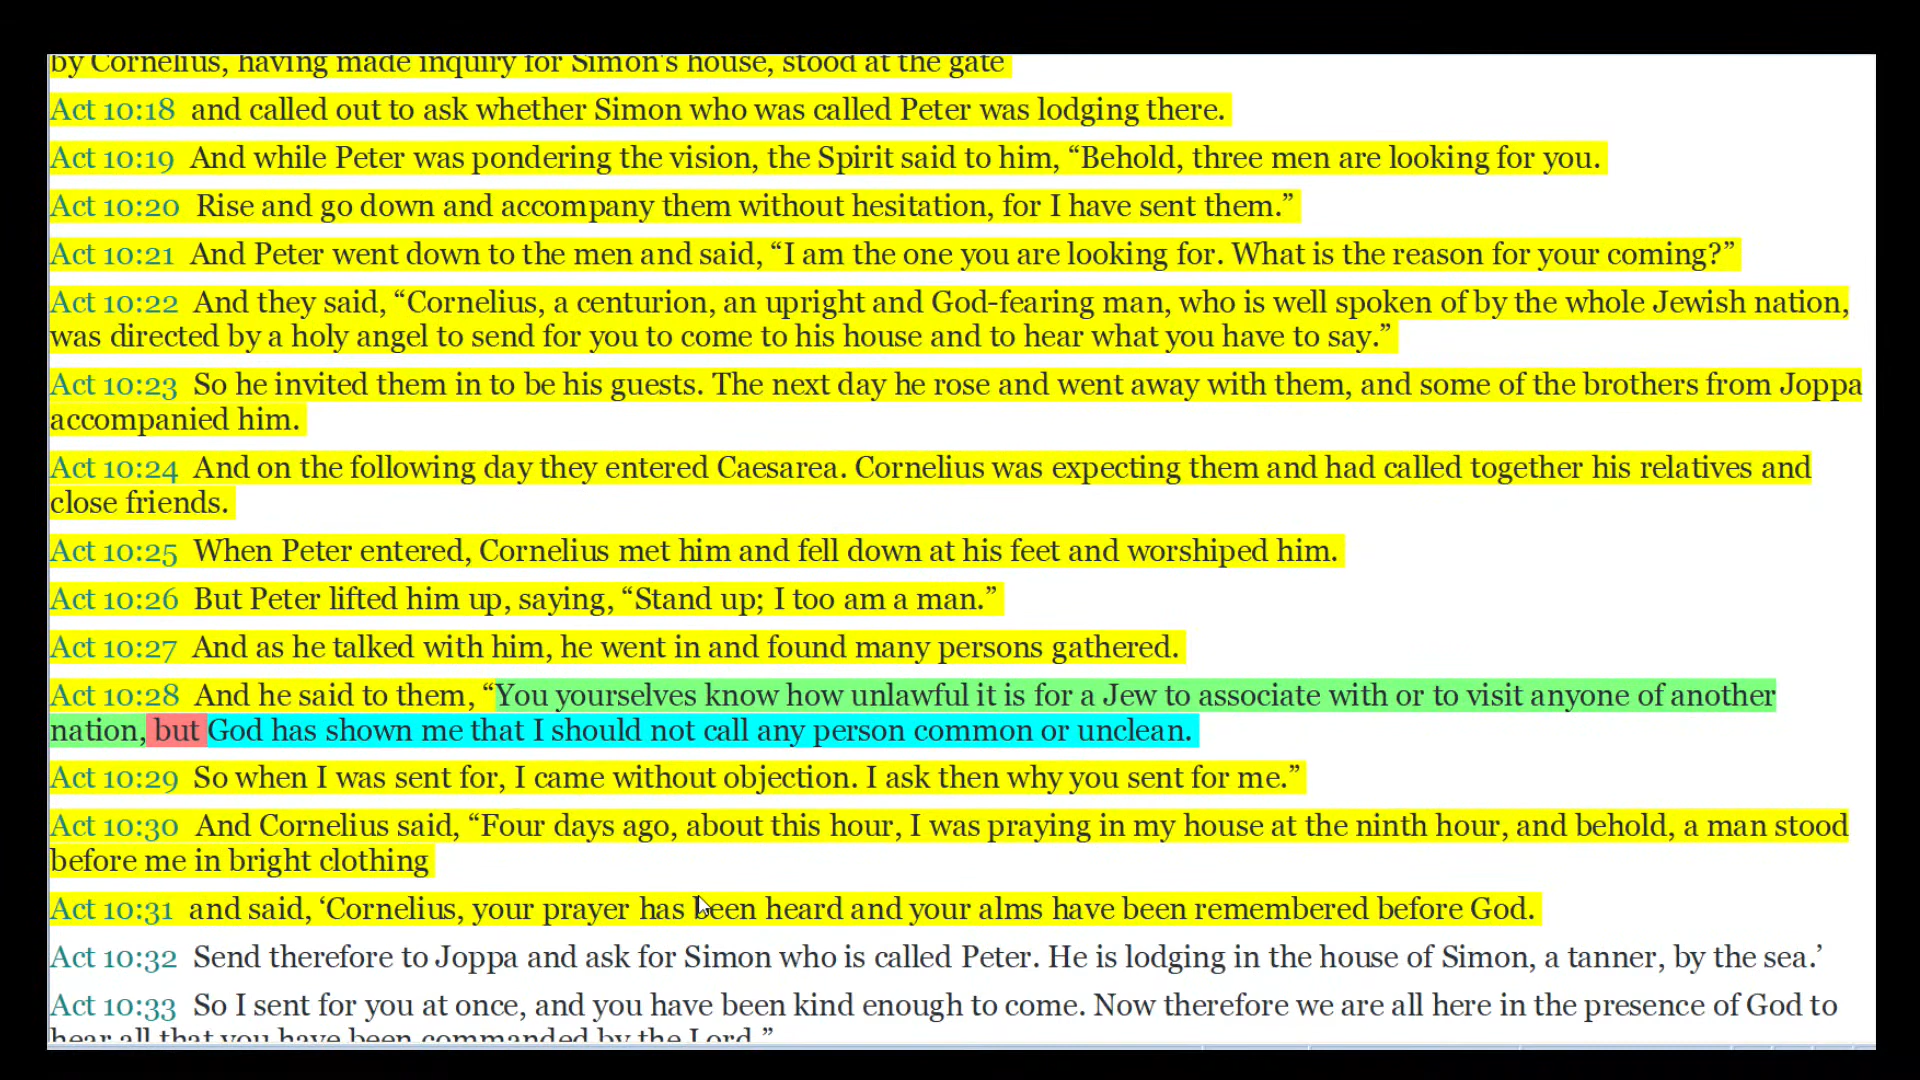 by Cornelius, having made inquiry for Simon's house, stood at the gate
Act 10:18 and called out to ask whether Simon who was called Peter was lodging there.
Act 10:19 And while Peter was pondering the vision, the Spirit said to him, “Behold, three men are looking for you.
Act 10:20 Rise and go down and accompany them without hesitation, for I have sent them.”
Act 10:21 And Peter went down to the men and said, “I am the one you are looking for. What is the reason for your coming?”
Act 10:22 And they said, “Cornelius, a centurion, an upright and God-fearing man, who is well spoken of by the whole Jewish nation,
was directed by a holy angel to send for you to come to his house and to hear what you have to say.”
Act 10:23 So he invited them in to be his guests. The next day he rose and went away with them, and some of the brothers from Joppa
accompanied him.
Act 10:24 And on the following day they entered Caesarea. Cornelius was expecting them and had called together his relatives and
close friends.
Act 10:25 When Peter entered, Cornelius met him and fell down at his feet and worshiped him.
Act 10:26 But Peter lifted him up, saying, “Stand up; I too am a man.”
Act 10:27 And as he talked with him, he went in and found many persons gathered.
Act 10:28 And he said to them, “You yourselves know how unlawful it is for a Jew to associate with or to visit anyone of another
nation, but God has shown me that I should not call any person common or unclean.
Act 10:29 So when I was sent for, I came without objection. I ask then why you sent for me.”
Act 10:30 And Cornelius said, “Four days ago, about this hour, I was praying in my house at the ninth hour, and behold, a man stood
before me in bright clothing
Act 10:31 and said, ‘Cornelius, your prayer has been heard and your alms have been remembered before God.
Act 10:32 Send therefore to Joppa and ask for Simon who is called Peter. He is lodging in the house of Simon, a tanner, by the sea.’
Act 10:33 So I sent for you at once, and you have been kind enough to come. Now therefore we are all here in the presence of God to
hear all that you have been commanded by the Lord.”